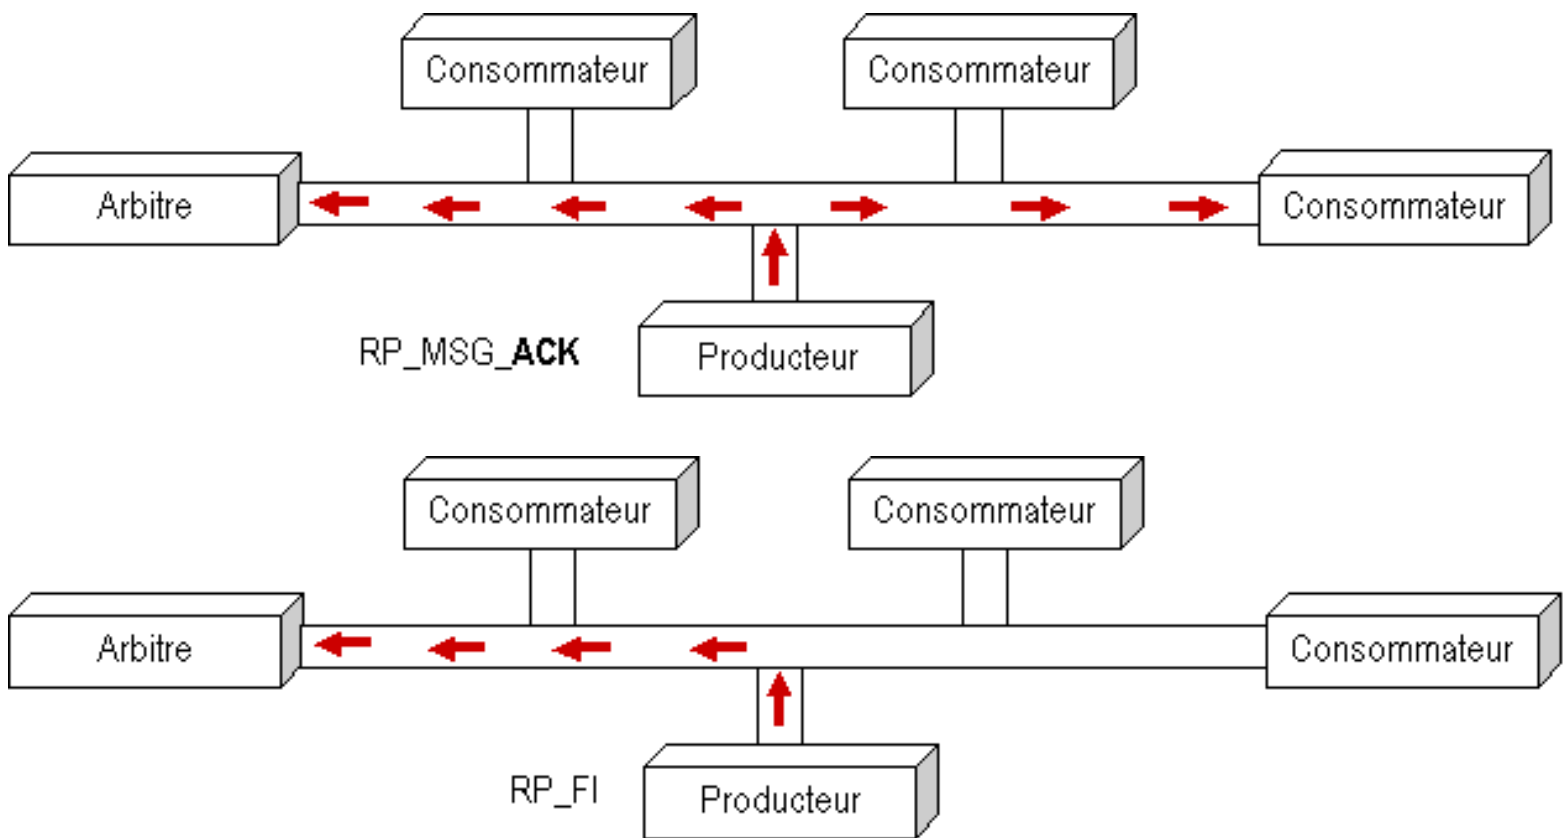 Consommateur
Consommateur
Arbitre
Consommateur
RP_MSG_ACK
Producteur
Consommateur
Consommateur
Arbitre
Consommateur
RP_FI
Producteur